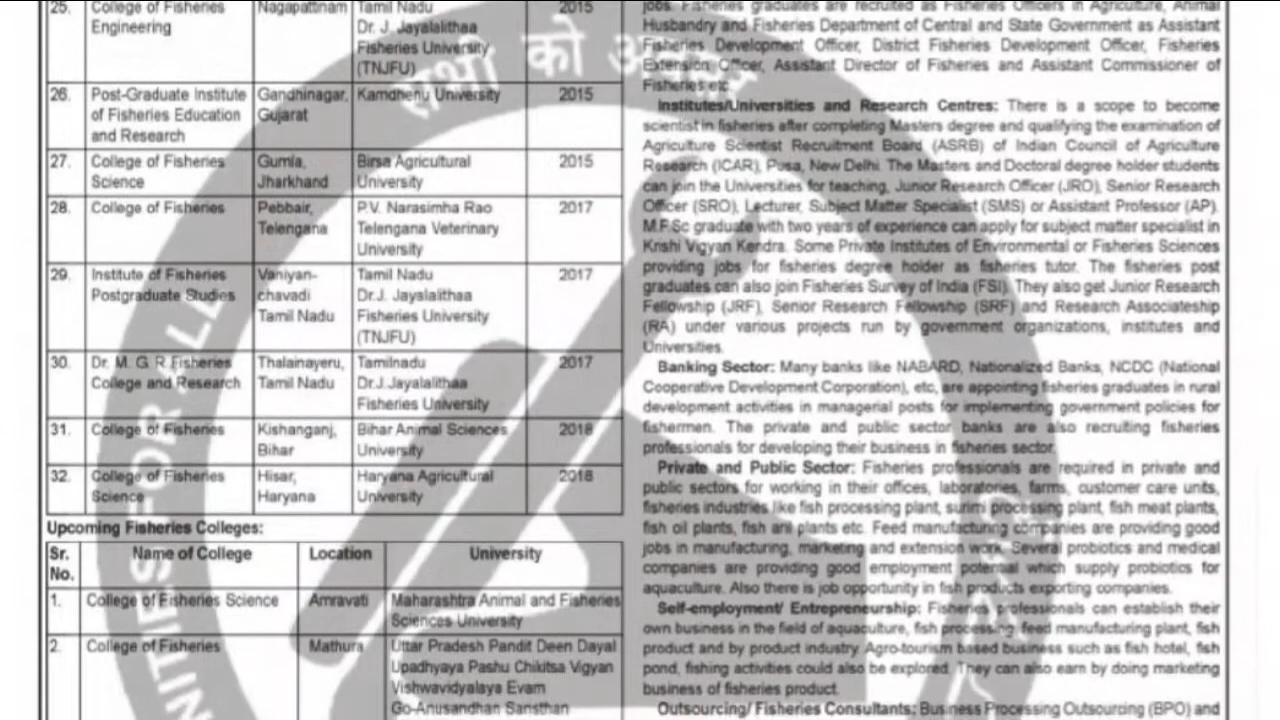 25. College of Fisheries Nagapattinam Tamil Nadu 2015
Engineering Dr. J. Jayalalithaa
Fisheries University
(TNJFU)
26. Post-Graduate Institute Gandhinagar, Kamdhenu University 2015
of Fisheries Education Gujarat
and Research
27. College of Fisheries Gumla, Birsa Agricultural 2015
Science Jharkhand University
28. College of Fisheries Pebbair, P.V. Narasimha Rao 2017
Telengana Telengana Veterinary
University
29. Institute of Fisheries Vaniyan- Tamil Nadu 2017
Postgraduate Studies chavadi Dr.J. Jayalalithaa
Tamil Nadu Fisheries University
(TNJFU)
30. Dr. M. G. R Fisheries Thalainayeru, Tamilnadu 2017
College and Research Tamil Nadu Dr.J.Jayalalithaa
Fisheries University
31. College of Fisheries Kishanganj, Bihar Animal Sciences 2018
Bihar University
32. College of Fisheries Hisar, Haryana Agricultural 2018
Science Haryana University
Upcoming Fisheries Colleges:
Sr. Name of College Location University
No.
1. College of Fisheries Science Amravati Maharashtra Animal and Fisheries
Sciences University
2. College of Fisheries Mathura Uttar Pradesh Pandit Deen Dayal
Upadhyaya Pashu Chikitsa Vigyan
Vishwavidyalaya Evam
Go-Anusandhan Sansthan
jobs. Fisheries graduates are recruited as Fisheries Officers in Agriculture, Animal
Husbandry and Fisheries Department of Central and State Government as Assistant
Fisheries Development Officer, District Fisheries Development Officer, Fisheries
Extension Officer, Assistant Director of Fisheries and Assistant Commissioner of
Fisheries etc.
Institutes/Universities and Research Centres: There is a scope to become
scientist in fisheries after completing Masters degree and qualifying the examination of
Agriculture Scientist Recruitment Board (ASRB) of Indian Council of Agriculture
Research (ICAR), Pusa, New Delhi. The Masters and Doctoral degree holder students
can join the Universities for teaching, Junior Research Officer (JRO), Senior Research
Officer (SRO), Lecturer, Subject Matter Specialist (SMS) or Assistant Professor (AP).
M.F.Sc graduate with two years of experience can apply for subject matter specialist in
Krishi Vigyan Kendra. Some Private Institutes of Environmental or Fisheries Sciences
providing jobs for fisheries degree holder as fisheries tutor. The fisheries post
graduates can also join Fisheries Survey of India (FSI). They also get Junior Research
Fellowship (JRF), Senior Research Fellowship (SRF) and Research Associateship
(RA) under various projects run by government organizations, institutes and
Universities.
Banking Sector: Many banks like NABARD, Nationalized Banks, NCDC (National
Cooperative Development Corporation), etc, are appointing fisheries graduates in rural
development activities in managerial posts for implementing government policies for
fishermen. The private and public sector banks are also recruiting fisheries
professionals for developing their business in fisheries sector.
Private and Public Sector: Fisheries professionals are required in private and
public sectors for working in their offices, laboratories, farms, customer care units,
fisheries industries like fish processing plant, surimi processing plant, fish meat plants,
fish oil plants, fish ani plants etc. Feed manufacturing companies are providing good
jobs in manufacturing, marketing and extension work. Several probiotics and medical
companies are providing good employment potential which supply probiotics for
aquaculture. Also there is job opportunity in fish products exporting companies.
Self-employment/ Entrepreneurship: Fisheries professionals can establish their
own business in the field of aquaculture, fish processing, feed manufacturing plant, fish
product and by product industry. Agro-tourism based business such as fish hotel, fish
pond, fishing activities could also be explored. They can also earn by doing marketing
business of fisheries product.
Outsourcing/ Fisheries Consultants: Business Processing Outsourcing (BPO) and
सभी को
NITIES FOR ALL